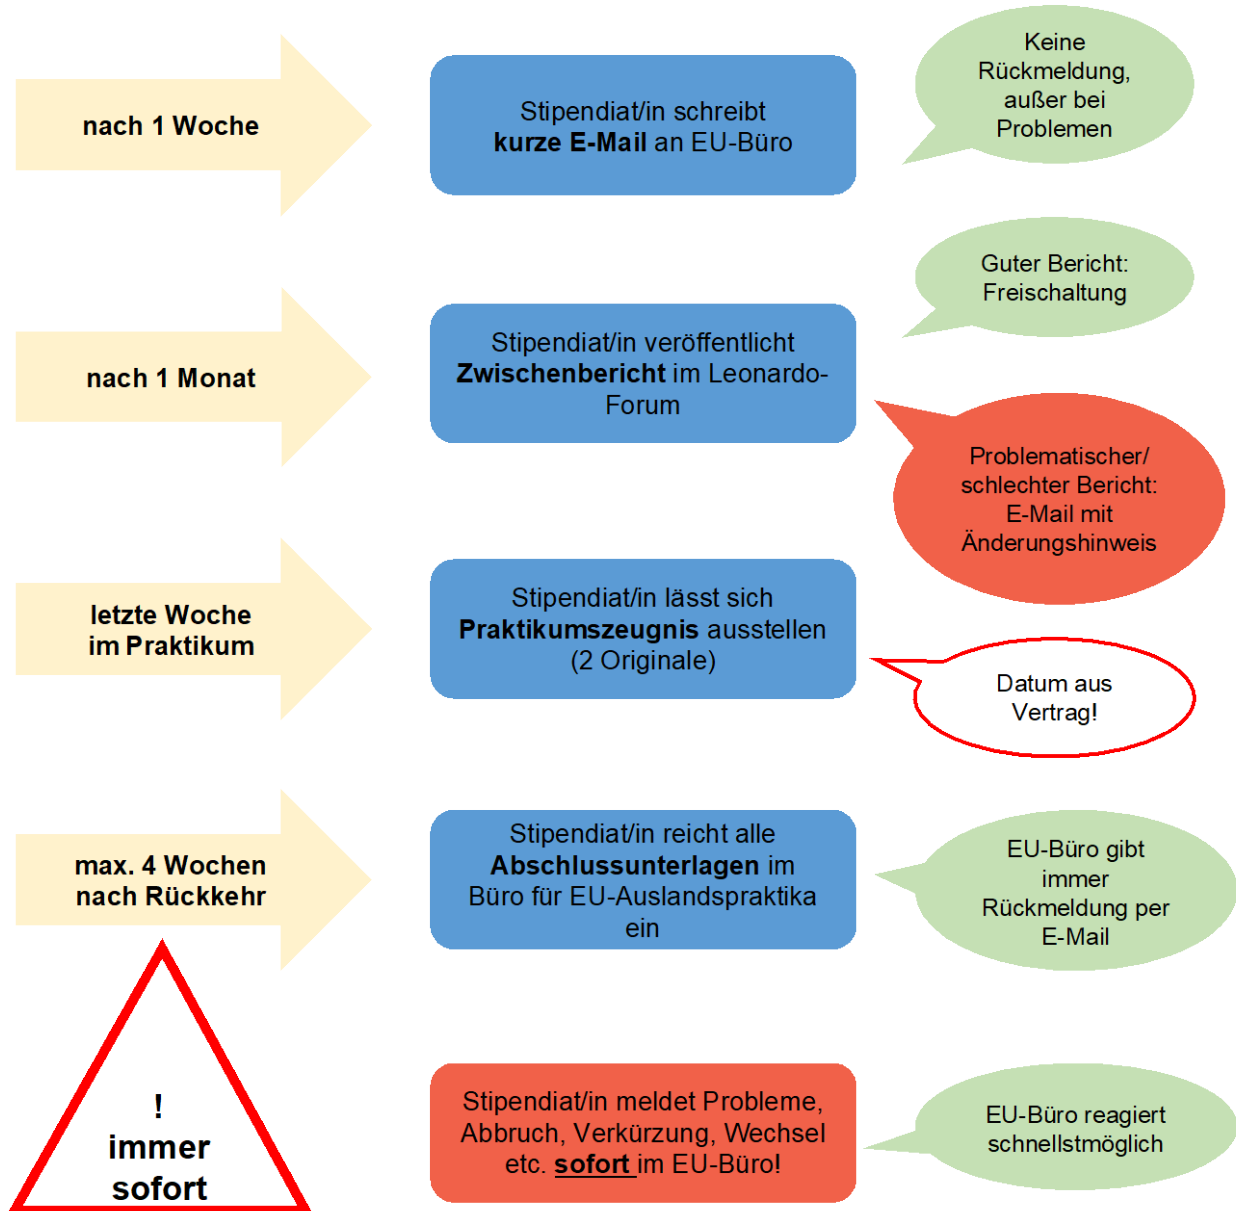 nach 1 Woche
Stipendiat/in schreibt
kurze E-Mail an EU-Büro
Keine
Rückmeldung,
außer bei
Problemen
nach 1 Monat
Stipendiat/in veröffentlicht
Zwischenbericht im Leonardo-
Forum
Guter Bericht:
Freischaltung
Problematischer/
schlechter Bericht:
E-Mail mit
Änderungshinweis
letzte Woche
im Praktikum
Stipendiat/in lässt sich
Praktikumszeugnis ausstellen
(2 Originale)
Datum aus
Vertrag!
max. 4 Wochen
nach Rückkehr
Stipendiat/in reicht alle
Abschlussunterlagen im
Büro für EU-Auslandspraktika
ein
EU-Büro gibt
immer
Rückmeldung per
E-Mail
!
immer
sofort
Stipendiat/in meldet Probleme,
Abbruch, Verkürzung, Wechsel
etc. sofort im EU-Büro!
EU-Büro reagiert
schnellstmöglich